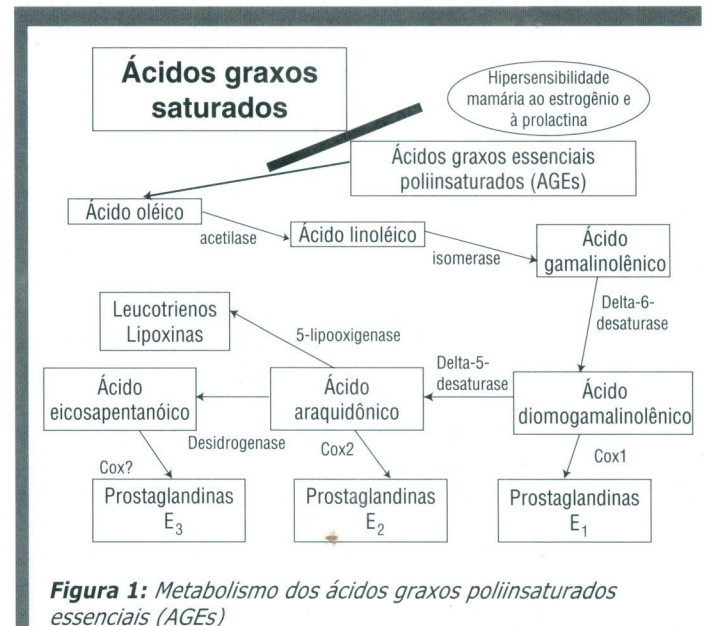 Ácidos graxos
saturados
Hipersensibilidade
mamária ao estrogênio e
à prolactina
Ácidos graxos essenciais
poliinsaturados (AGEs)
Ácido oléico
acetilase
Ácido linoléico
isomerase
Ácido
gamalinolênico
Delta-6-
desaturase
Leucotrienos
Lipoxinas
5-lipooxigenase
Delta-5-
desaturase
Ácido
eicosapentanóico
Ácido
araquidônico
Ácido
diomogamalinolênico
Desidrogenase
Cox?
Cox2
Cox1
Prostaglandinas
E3
Prostaglandinas
E2
Prostaglandinas
E1
Figura 1: Metabolismo dos ácidos graxos poliinsaturados
essenciais (AGEs)